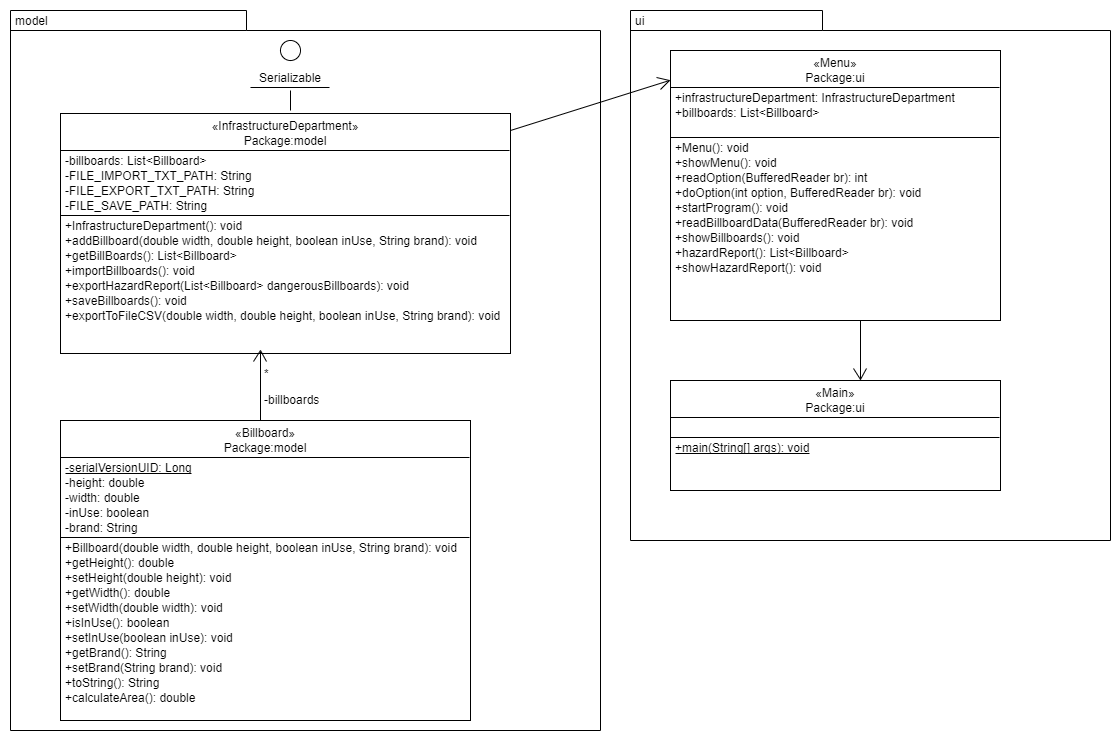 model
Serializable
«InfrastructureDepartment»
Package:model
-billboards: List<Billboard>
-FILE_IMPORT_TXT_PATH: String
-FILE_EXPORT_TXT_PATH: String
-FILE_SAVE_PATH: String
+InfrastructureDepartment(): void
+addBillboard(double width, double height, boolean inUse, String brand): void
+getBillBoards(): List<Billboard>
+importBillboards(): void
+exportHazardReport(List<Billboard> dangerousBillboards): void
+saveBillboards(): void
+exportToFileCSV(double width, double height, boolean inUse, String brand): void
*
-billboards
«Billboard»
Package:model
-serialVersionUID: Long
-height: double
-width: double
-inUse: boolean
-brand: String
+Billboard(double width, double height, boolean inUse, String brand): void
+getHeight(): double
+setHeight(double height): void
+getWidth(): double
+setWidth(double width): void
+isInUse(): boolean
+setInUse(boolean inUse): void
+getBrand(): String
+setBrand(String brand): void
+toString(): String
+calculateArea(): double
ui
«Menu»
Package:ui
+infrastructureDepartment: InfrastructureDepartment
+billboards: List<Billboard>
+Menu(): void
+showMenu(): void
+readOption(BufferedReader br): int
+doOption(int option, BufferedReader br): void
+startProgram(): void
+readBillboardData(BufferedReader br): void
+showBillboards(): void
+hazardReport(): List<Billboard>
+showHazardReport(): void
«Main»
Package:ui
+main(String[] args): void